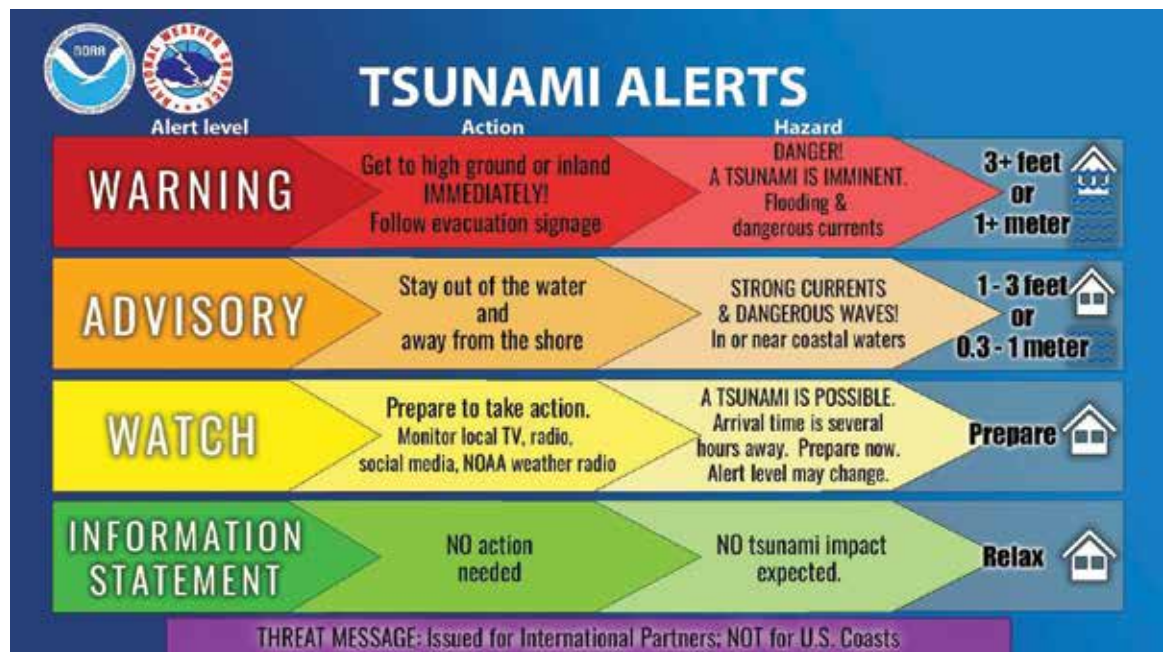 NOAA
NATIONAL WEATHER SERVICE
TSUNAMI ALERTS
Alert level
Action
Hazard
WARNING
Get to high ground or inland
IMMEDIATELY!
Follow evacuation signage
DANGER!
A TSUNAMI IS IMMINENT.
Flooding &
dangerous currents
3+ feet
or
1+ meter
ADVISORY
Stay out of the water
and
away from the shore
STRONG CURRENTS
& DANGEROUS WAVES!
In or near coastal waters
1 - 3 feet
or
0.3 - 1 meter
WATCH
Prepare to take action.
Monitor local TV, radio,
social media, NOAA weather radio
A TSUNAMI IS POSSIBLE.
Arrival time is several
hours away. Prepare now.
Alert level may change.
Prepare
INFORMATION
STATEMENT
NO action
needed
NO tsunami impact
expected.
Relax
THREAT MESSAGE: Issued for International Partners; NOT for U.S. Coasts